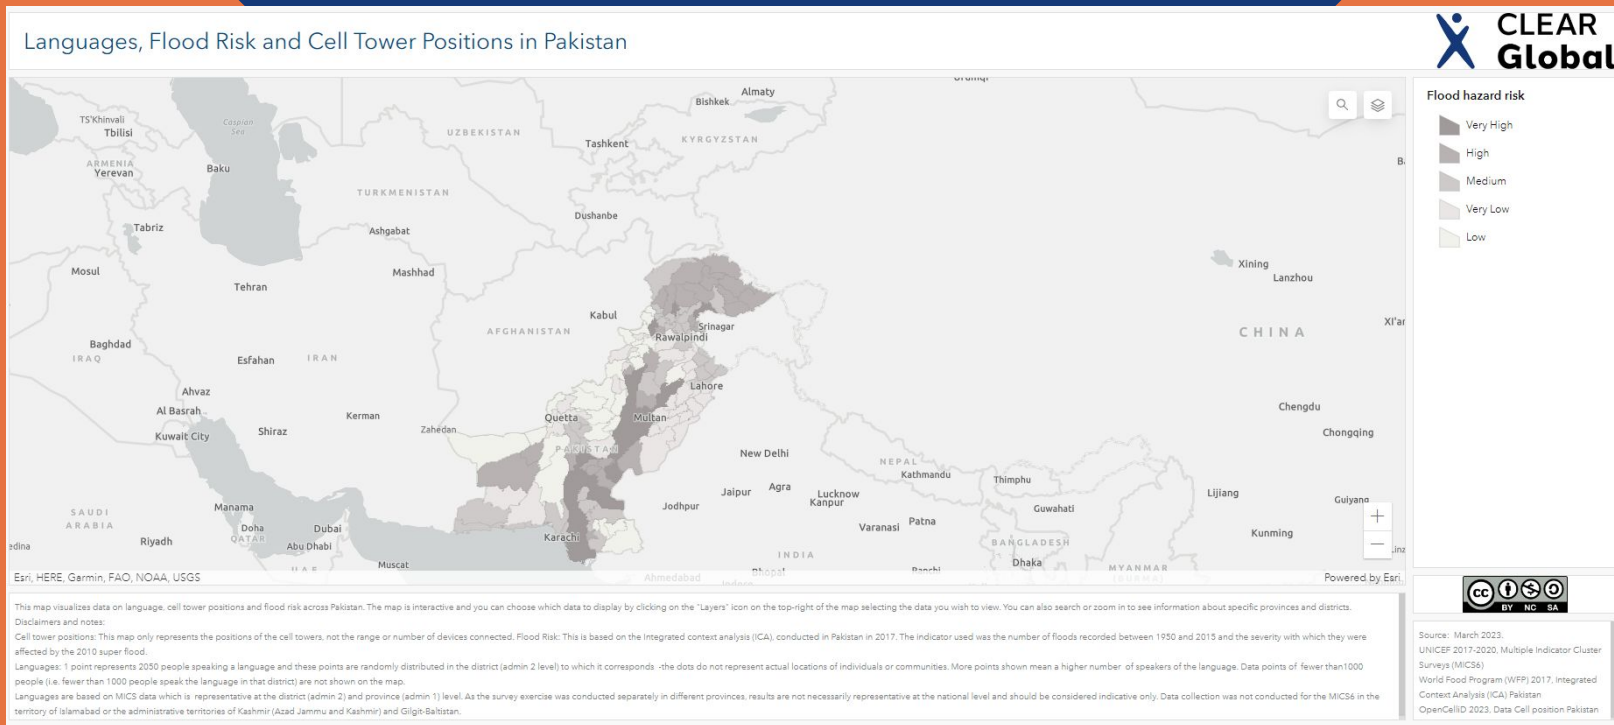 Languages, Flood Risk and Cell Tower Positions in Pakistan
CLEAR
Global
Almaty
Bishkek
TS'Khinvali
Tbilisi
Caspian
Sea
UZBEKISTAN
Tashkent
KYRGYZSTAN
ARMENIA
Yerevan
Baku
TURKMENISTAN
Dushanbe
Tabriz
Ashgabat
Mosul
Mashhad
Tehran
Xining
Lanzhou
Kabul
AFGHANISTAN
Srinagar
Rawalpindi
CHINA
Baghdad
IRAQ
Esfahan
IRAN
Lahore
Ahvaz
Al Basrah
Kerman
Quetta
Multan
Chengdu
Kuwait City
Shiraz
Zahedan
Chongqing
PAKISTAN
New Delhi
NEPAL
Kathmandu
Thimphu
Jaipur
Agra
Lucknow
Kanpur
Lijiang
Guiyang
Manama
Jodhpur
Guwahati
SAUDI
ARABIA
Doha
QATAR
Dubai
Abu Dhabi
Varanasi
Patna
Riyadh
Karachi
Kunming
edina
BANGLADESH
INDIA
Dhaka
Muscat
UAE
Bhopal
Ranchi
MYANMAR
(BURMA)
Ahmedabad
Esri, HERE, Garmin, FAO, NOAA, USGS
Powered by Esri
Flood hazard risk
Very High
High
Medium
Very Low
Low
This map visualizes data on language, cell tower positions and flood risk across Pakistan. The map is interactive and you can choose which data to display by clicking on the "Layers" icon on the top-right of the map selecting the data you wish to view. You can also search or zoom in to see information about specific provinces and districts.
Disclaimers and notes:
Cell tower positions: This map only represents the positions of the cell towers, not the range or number of devices connected. Flood Risk: This is based on the Integrated context analysis (ICA), conducted in Pakistan in 2017. The indicator used was the number of floods recorded between 1950 and 2015 and the severity with which they were
affected by the 2010 super flood.
Languages: 1 point represents 2050 people speaking a language and these points are randomly distributed in the district (admin 2 level) to which it corresponds -the dots do not represent actual locations of individuals or communities. More points shown mean a higher number of speakers of the language. Data points of fewer than1000
people (i.e. fewer than 1000 people speak the language in that district) are not shown on the map.
Languages are based on MICS data which is representative at the district (admin 2) and province (admin 1) level. As the survey exercise was conducted separately in different provinces, results are not necessarily representative at the national level and should be considered indicative only. Data collection was not conducted for the MICS6 in the
territory of Islamabad or the administrative territories of Kashmir (Azad Jammu and Kashmir) and Gilgit-Baltistan.
cc
BY NC SA
Source: March 2023.
UNICEF 2017-2020, Multiple Indicator Cluster
Surveys (MICS6)
World Food Program (WFP) 2017, Integrated
Context Analysis (ICA) Pakistan
OpenCelliD 2023, Data Cell position Pakistan